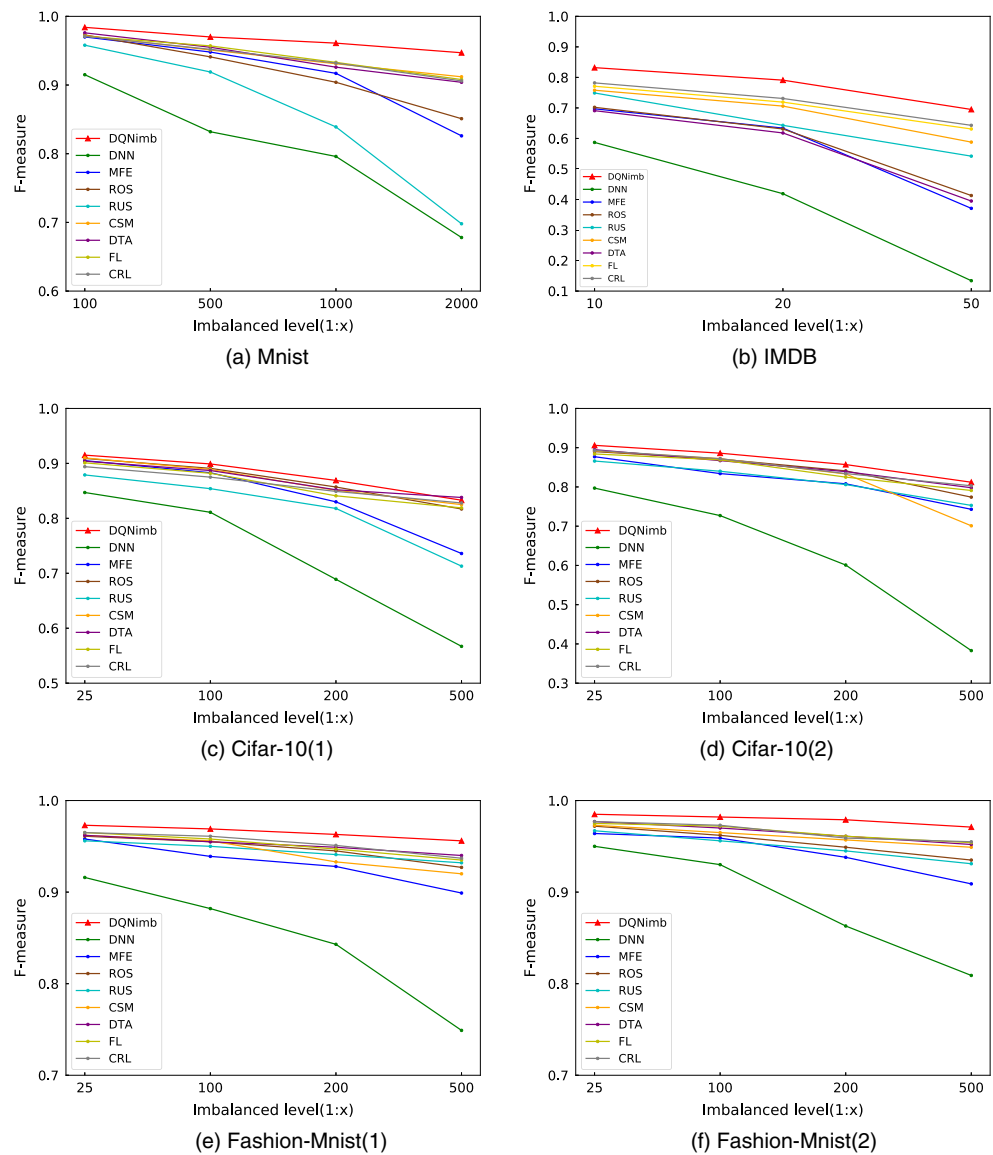 1.0
0.9
0.8
0.7
0.6
F-measure
DQNimb
DNN
MFE
ROS
RUS
CSM
DTA
FL
CRL
100 500 1000 2000
Imbalanced level(1:x)
(a) Mnist
1.0
0.9
0.8
0.7
0.6
0.5
0.4
0.3
0.2
0.1
F-measure
DQNimb
DNN
MFE
ROS
RUS
CSM
DTA
FL
CRL
10 20 50
Imbalanced level(1:x)
(b) IMDB
1.0
0.9
0.8
0.7
0.6
0.5
F-measure
DQNimb
DNN
MFE
ROS
RUS
CSM
DTA
FL
CRL
25 100 200 500
Imbalanced level(1:x)
(c) Cifar-10(1)
1.0
0.9
0.8
0.7
0.6
0.5
0.4
0.3
F-measure
DQNimb
DNN
MFE
ROS
RUS
CSM
DTA
FL
CRL
25 100 200 500
Imbalanced level(1:x)
(d) Cifar-10(2)
1.0
0.9
0.8
0.7
F-measure
DQNimb
DNN
MFE
ROS
RUS
CSM
DTA
FL
CRL
25 100 200 500
Imbalanced level(1:x)
(e) Fashion-Mnist(1)
1.0
0.9
0.8
0.7
F-measure
DQNimb
DNN
MFE
ROS
RUS
CSM
DTA
FL
CRL
25 100 200 500
Imbalanced level(1:x)
(f) Fashion-Mnist(2)